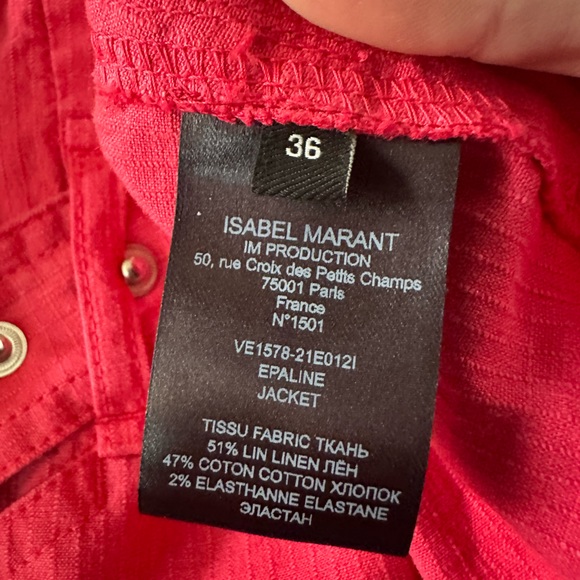 36
ISABEL MARANT
IM PRODUCTION
50, rue Croix des Petits Champs
75001 Paris
France
N°1501
VE1578-21E012I
EPALINE
JACKET
TISSU FABRIC ТКАНЬ
51% LIN LINEN ЛЁН
47% COTON COTTON ХЛОПОК
2% ELASTHANNE ELASTANE
ЭЛАСТАН